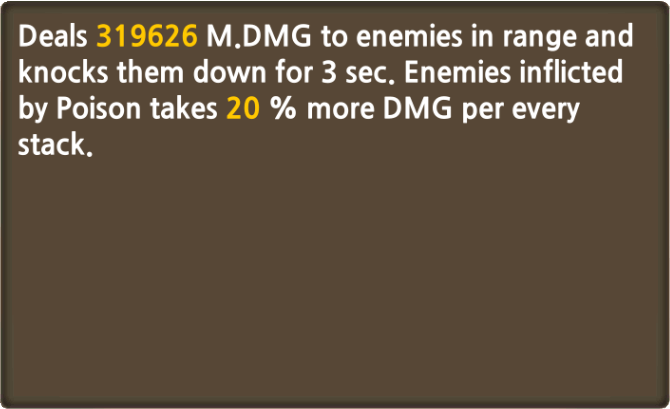 Deals 319626 M.DMG to enemies in range and
knocks them down for 3 sec. Enemies inflicted
by Poison takes 20 % more DMG per every
stack.